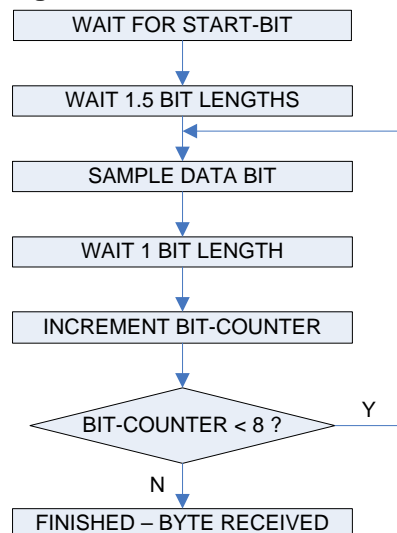 WAIT FOR START-BIT
WAIT 1.5 BIT LENGTHS
SAMPLE DATA BIT
WAIT 1 BIT LENGTH
INCREMENT BIT-COUNTER
BIT-COUNTER < 8 ?
Y
N
FINISHED – BYTE RECEIVED